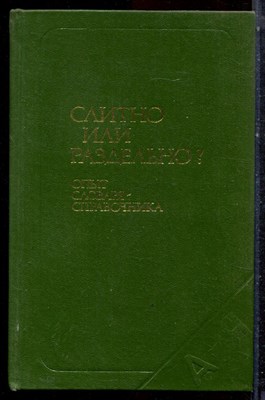 СЛИТНО
ИЛИ
РАЗДЕЛЬНО?
ОПЫТ
СЛОВАРЯ-
СПРАВОЧНИКА
А-Я